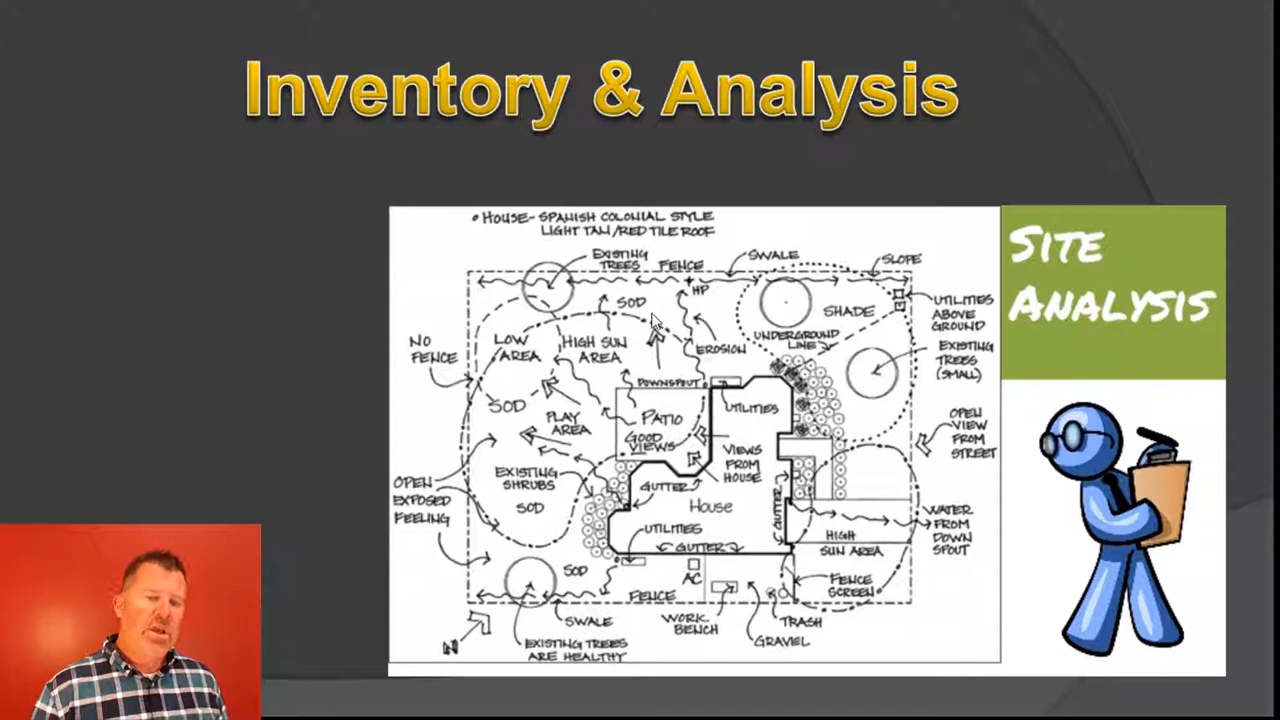 Inventory & Analysis
• HOUSE- SPANISH COLONIAL STYLE
LIGHT TAN/RED TILE ROOF
SITE
ANALYSIS
EXISTING
TREES
FENCE
SWALE
SLOPE
HP
SOD
SHADE
UTILITIES
ABOVE
GROUND
NO
FENCE
LOW
AREA
HIGH SUN
AREA
EROSION
UNDERGROUND
LINE
EXISTING
TREES
(SMALL)
DOWNSPOUT
SOD
PLAY
AREA
PATIO
GOOD
VIEWS
UTILITIES
OPEN
VIEW
FROM
STREET
VIEWS
FROM
HOUSE
OPEN
EXPOSED
FEELING
EXISTING
SHRUBS
SOD
GUTTER
House
GUTTER
WATER
FROM
DOWN
SPOUT
UTILITIES
GUTTER
HIGH
SUN AREA
SOD
AC
FENCE
SCREEN
FENCE
WORK
BENCH
TRASH
GRAVEL
SWALE
N
EXISTING TREES
ARE HEALTHY